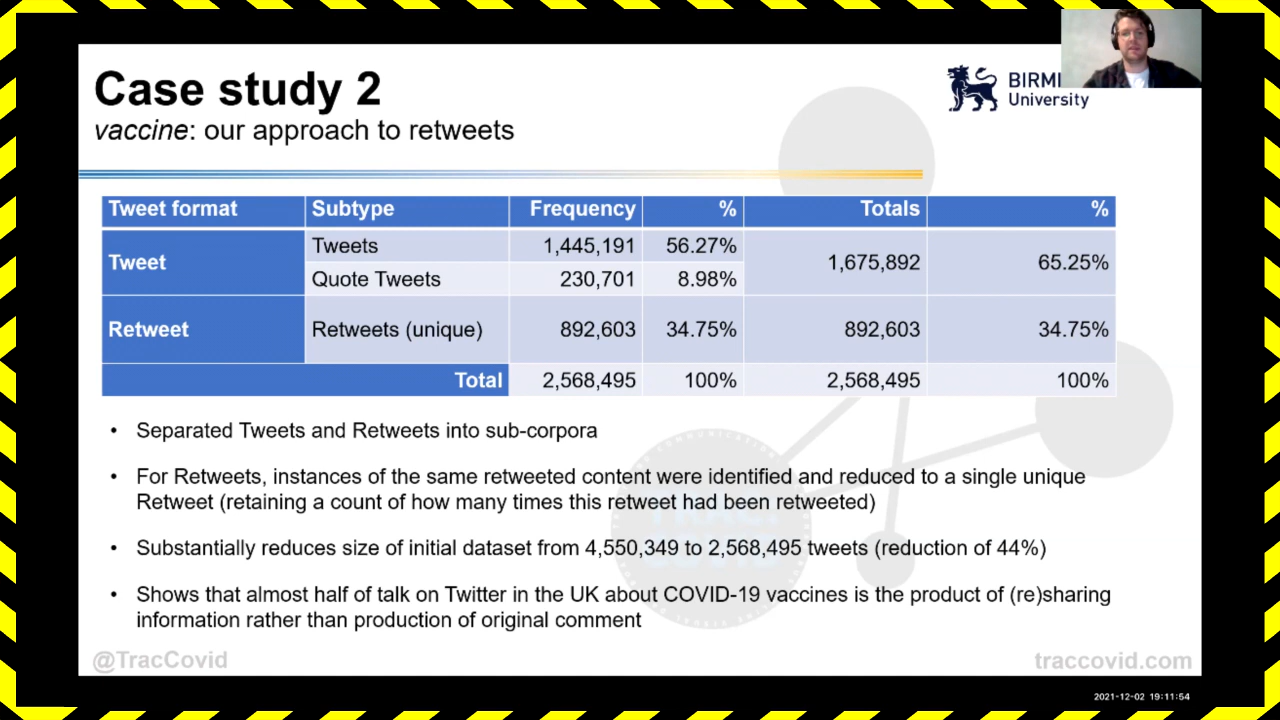 Case study 2
vaccine: our approach to retweets
BIRMI
University
Tweet format Subtype Frequency % Totals %
Tweet Tweets 1,445,191 56.27% 1,675,892 65.25%
Quote Tweets 230,701 8.98%
Retweet Retweets (unique) 892,603 34.75% 892,603 34.75%
Total 2,568,495 100% 2,568,495 100%
• Separated Tweets and Retweets into sub-corpora
• For Retweets, instances of the same retweeted content were identified and reduced to a single unique
Retweet (retaining a count of how many times this retweet had been retweeted)
• Substantially reduces size of initial dataset from 4,550,349 to 2,568,495 tweets (reduction of 44%)
• Shows that almost half of talk on Twitter in the UK about COVID-19 vaccines is the product of (re)sharing
information rather than production of original comment
@TracCovid
traccovid.com
2021-12-02 19:11:54